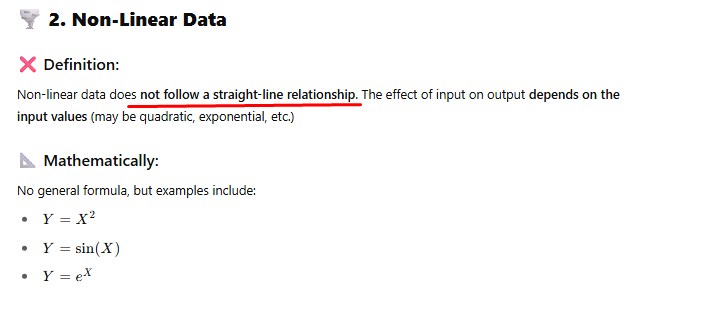 2. Non-Linear Data
Definition:
Non-linear data does not follow a straight-line relationship. The effect of input on output depends on the
input values (may be quadratic, exponential, etc.)
Mathematically:
No general formula, but examples include:
• Y = X²
• Y = sin(X)
• Y = eˣ